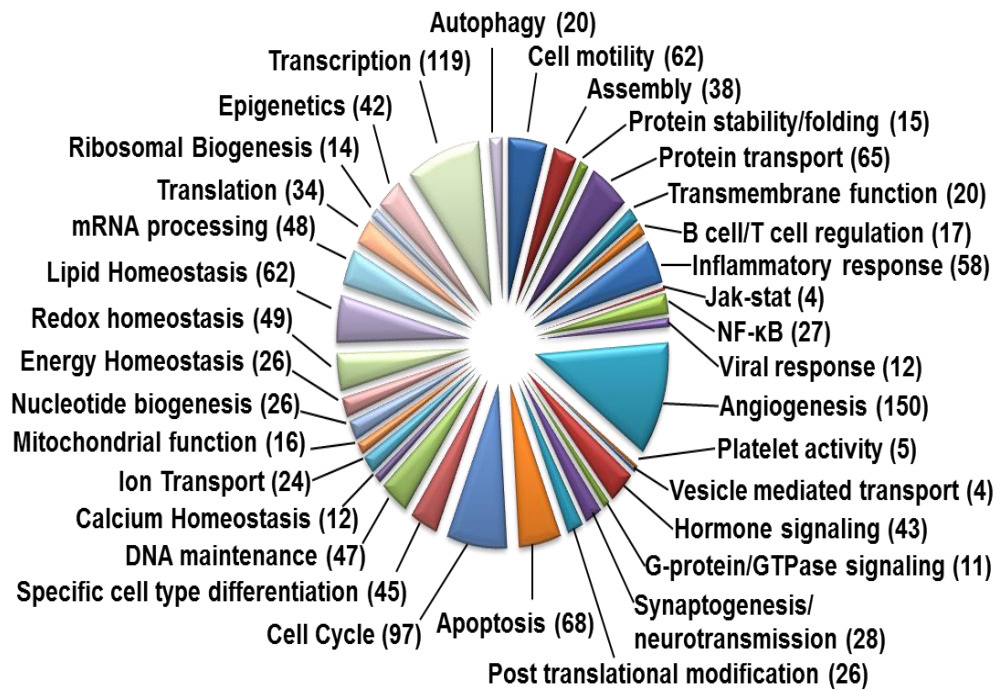 Autophagy (20)
Cell motility (62)
Assembly (38)
Protein stability/folding (15)
Protein transport (65)
Transmembrane function (20)
B cell/T cell regulation (17)
Inflammatory response (58)
Jak-stat (4)
NF-κB (27)
Viral response (12)
Angiogenesis (150)
Platelet activity (5)
Vesicle mediated transport (4)
Hormone signaling (43)
G-protein/GTPase signaling (11)
Synaptogenesis/
neurotransmission (28)
Post translational modification (26)
Apoptosis (68)
Cell Cycle (97)
Specific cell type differentiation (45)
DNA maintenance (47)
Calcium Homeostasis (12)
Ion Transport (24)
Mitochondrial function (16)
Nucleotide biogenesis (26)
Energy Homeostasis (26)
Redox homeostasis (49)
Lipid Homeostasis (62)
mRNA processing (48)
Translation (34)
Ribosomal Biogenesis (14)
Epigenetics (42)
Transcription (119)